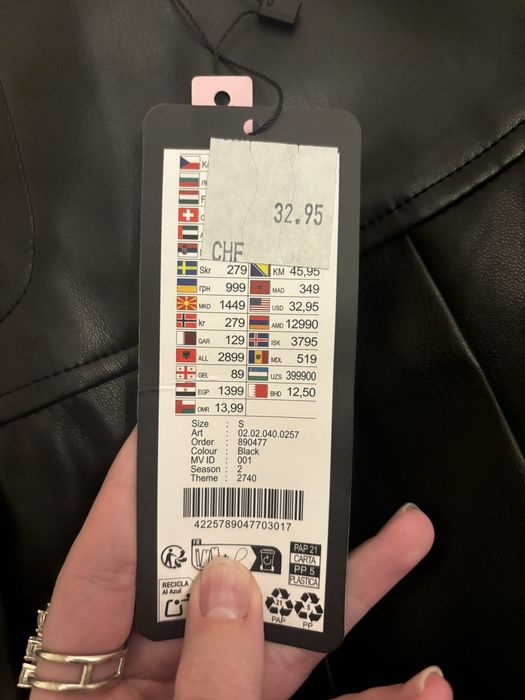 32.95
CHF
Skr 279 KM 45,95
грн 999 MAD 349
MKD 1449 USD 32,95
kr 279 AMD 12990
QAR 129 ISK 3795
ALL 2899 MDL 519
GEL 89 UZS 399900
EGP 1399 BHD 12,50
OMR 13,99
Size : S
Art : 02.02.040.0257
Order : 890477
Colour : Black
MV ID : 001
Season : 2
Theme : 2740
4225789047703017
FR
PAP 21
CARTA
PP 5
PLASTICA
RECICLA
Al Azul
21 5
PAP PP